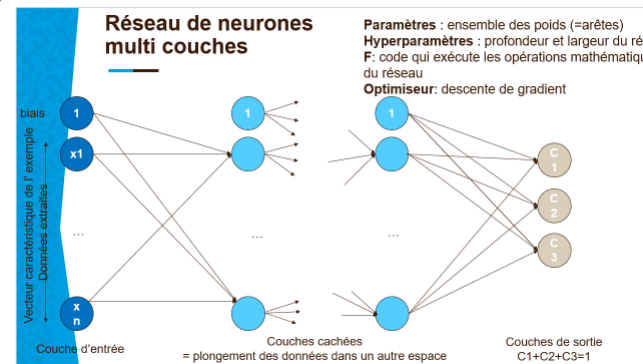 Réseau de neurones
multi couches
Paramètres : ensemble des poids (=arêtes)
Hyperparamètres : profondeur et largeur du ré
F: code qui exécute les opérations mathématiqu
du réseau
Optimiseur: descente de gradient
biais
1
1
1
x1
C
1
C
2
C
3
...
...
...
x
n
Vecteur caractéristique de l' exemple
Données extraites
Couche d'entrée
Couches cachées
= plongement des données dans un autre espace
Couches de sortie
C1+C2+C3=1